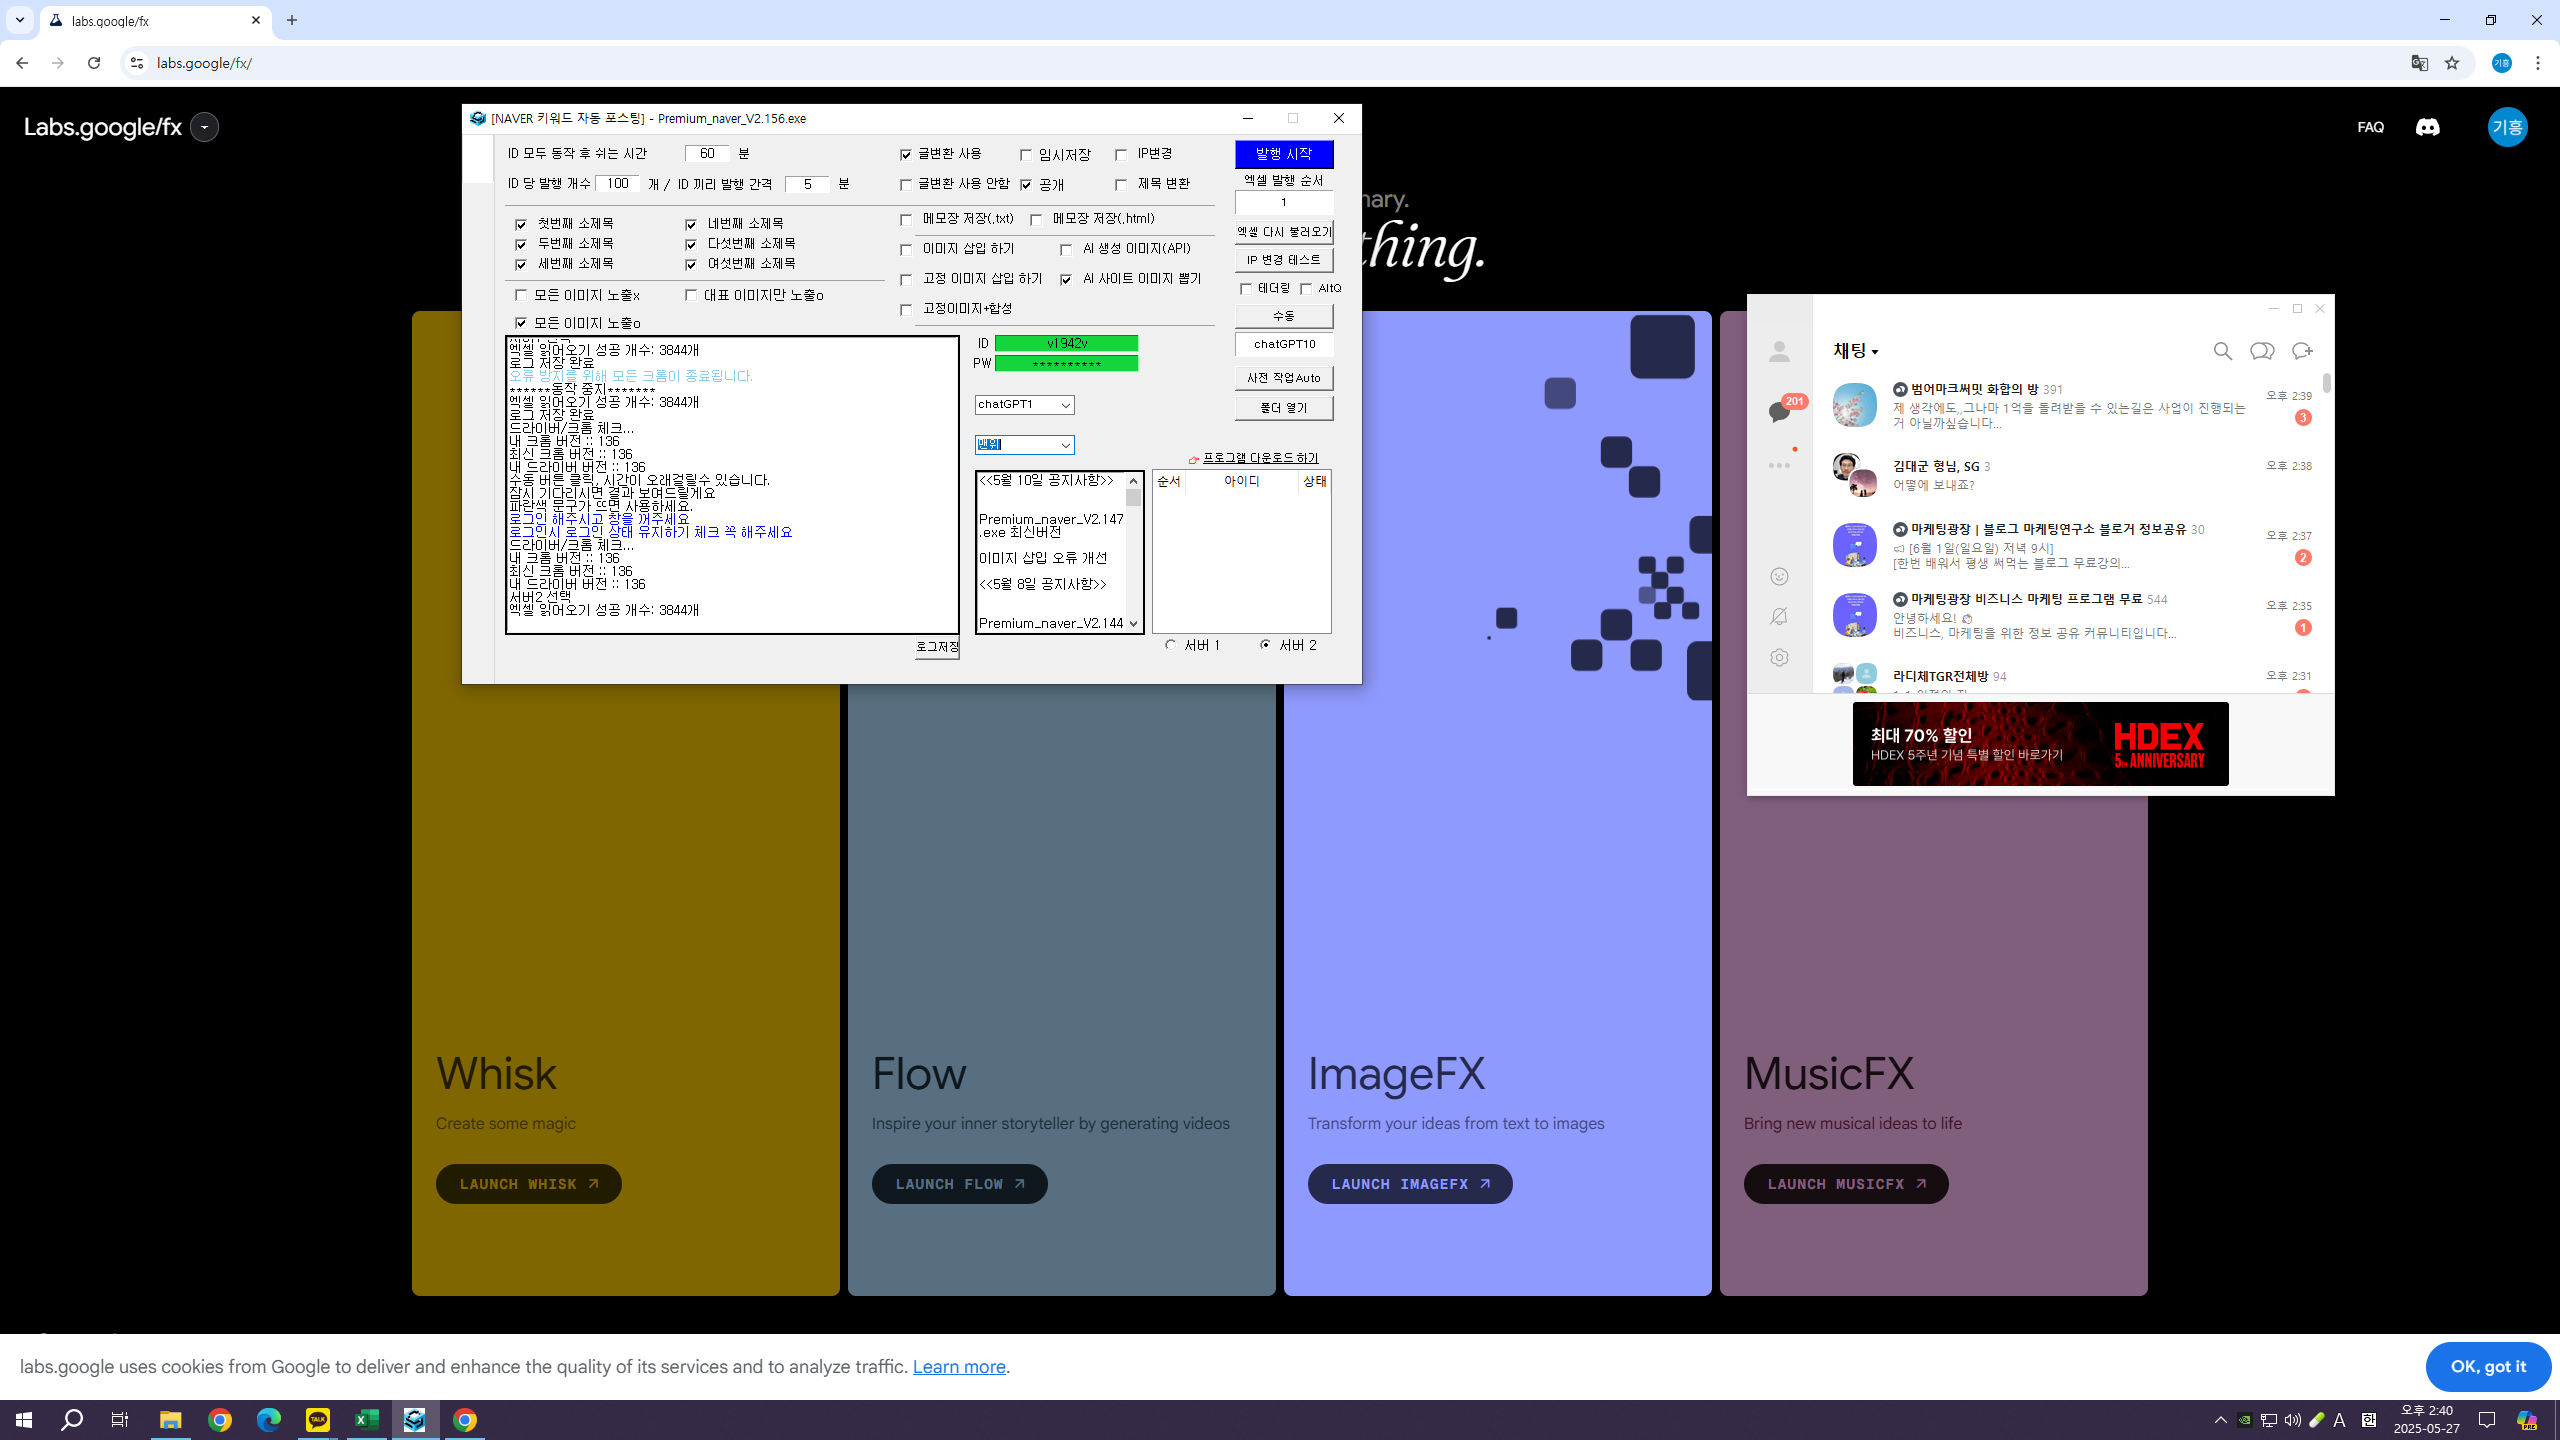 labs.google/fx
labs.google/fx/
기흥
Labs.google/fx
FAQ
기흥
nary.
thing.
[NAVER 키워드 자동 포스팅] - Premium_naver_V2.156.exe
ID 모두 동작 후 쉬는 시간 60 분
ID 당 발행 개수 100 개 / ID 끼리 발행 간격 5 분
글변환 사용
임시저장
IP변경
글변환 사용 안함
공개
제목 변환
발행 시작
엑셀 발행 순서
1
엑셀 다시 불러오기
IP 변경 테스트
테더링
AltQ
수동
chatGPT10
사전 작업Auto
폴더 열기
첫번째 소제목
네번째 소제목
두번째 소제목
다섯번째 소제목
세번째 소제목
여섯번째 소제목
모든 이미지 노출x
대표 이미지만 노출o
모든 이미지 노출o
메모장 저장(.txt)
메모장 저장(.html)
이미지 삽입 하기
AI 생성 이미지(API)
고정 이미지 삽입 하기
AI 사이트 이미지 뽑기
고정이미지+합성
엑셀 읽어오기 성공 개수: 3844개
로그 저장 완료
오류 방지를 위해 모든 크롬이 종료됩니다.
******동작 중지*******
엑셀 읽어오기 성공 개수: 3844개
로그 저장 완료
드라이버/크롬 체크...
내 크롬 버전 :: 136
최신 크롬 버전 :: 136
내 드라이버 버전 :: 136
수동 버튼 클릭, 시간이 오래걸릴수 있습니다.
잠시 기다리시면 결과 보여드릴게요
파란색 문구가 뜨면 사용하세요.
로그인 해주시고 창을 꺼주세요
로그인시 로그인 상태 유지하기 체크 꼭 해주세요
드라이버/크롬 체크...
내 크롬 버전 :: 136
최신 크롬 버전 :: 136
내 드라이버 버전 :: 136
서버2 선택
엑셀 읽어오기 성공 개수: 3844개
로그저장
ID v1942v
PW **********
chatGPT1
맨위
프로그램 다운로드 하기
<<5월 10일 공지사항>>
Premium_naver_V2.147
.exe 최신버전
이미지 삽입 오류 개선
<<5월 8일 공지사항>>
Premium_naver_V2.144
순서 아이디 상태
서버 1
서버 2
채팅
201
범어마크써밋 화합의 방 391
오후 2:39
제 생각에도,,그나마 1억을 돌려받을 수 있는길은 사업이 진행되는
거 아닐까싶습니다...
3
김대군 형님, SG 3
오후 2:38
어떻에 보내죠?
마케팅광장 | 블로그 마케팅연구소 블로거 정보공유 30
오후 2:37
[6월 1일(일요일) 저녁 9시]
[한번 배워서 평생 써먹는 블로그 무료강의...
2
마케팅광장 비즈니스 마케팅 프로그램 무료 544
오후 2:35
안녕하세요!
비즈니스, 마케팅을 위한 정보 공유 커뮤니티입니다...
1
라디체TGR전체방 94
오후 2:31
최대 70% 할인
HDEX 5주년 기념 특별 할인 바로가기
HDEX
5TH ANNIVERSARY
Whisk
Create some magic
LAUNCH WHISK
Flow
Inspire your inner storyteller by generating videos
LAUNCH FLOW
ImageFX
Transform your ideas from text to images
LAUNCH IMAGEFX
MusicFX
Bring new musical ideas to life
LAUNCH MUSICFX
labs.google uses cookies from Google to deliver and enhance the quality of its services and to analyze traffic. Learn more.
OK, got it
TALK
A
한
오후 2:40
2025-05-27
PRE